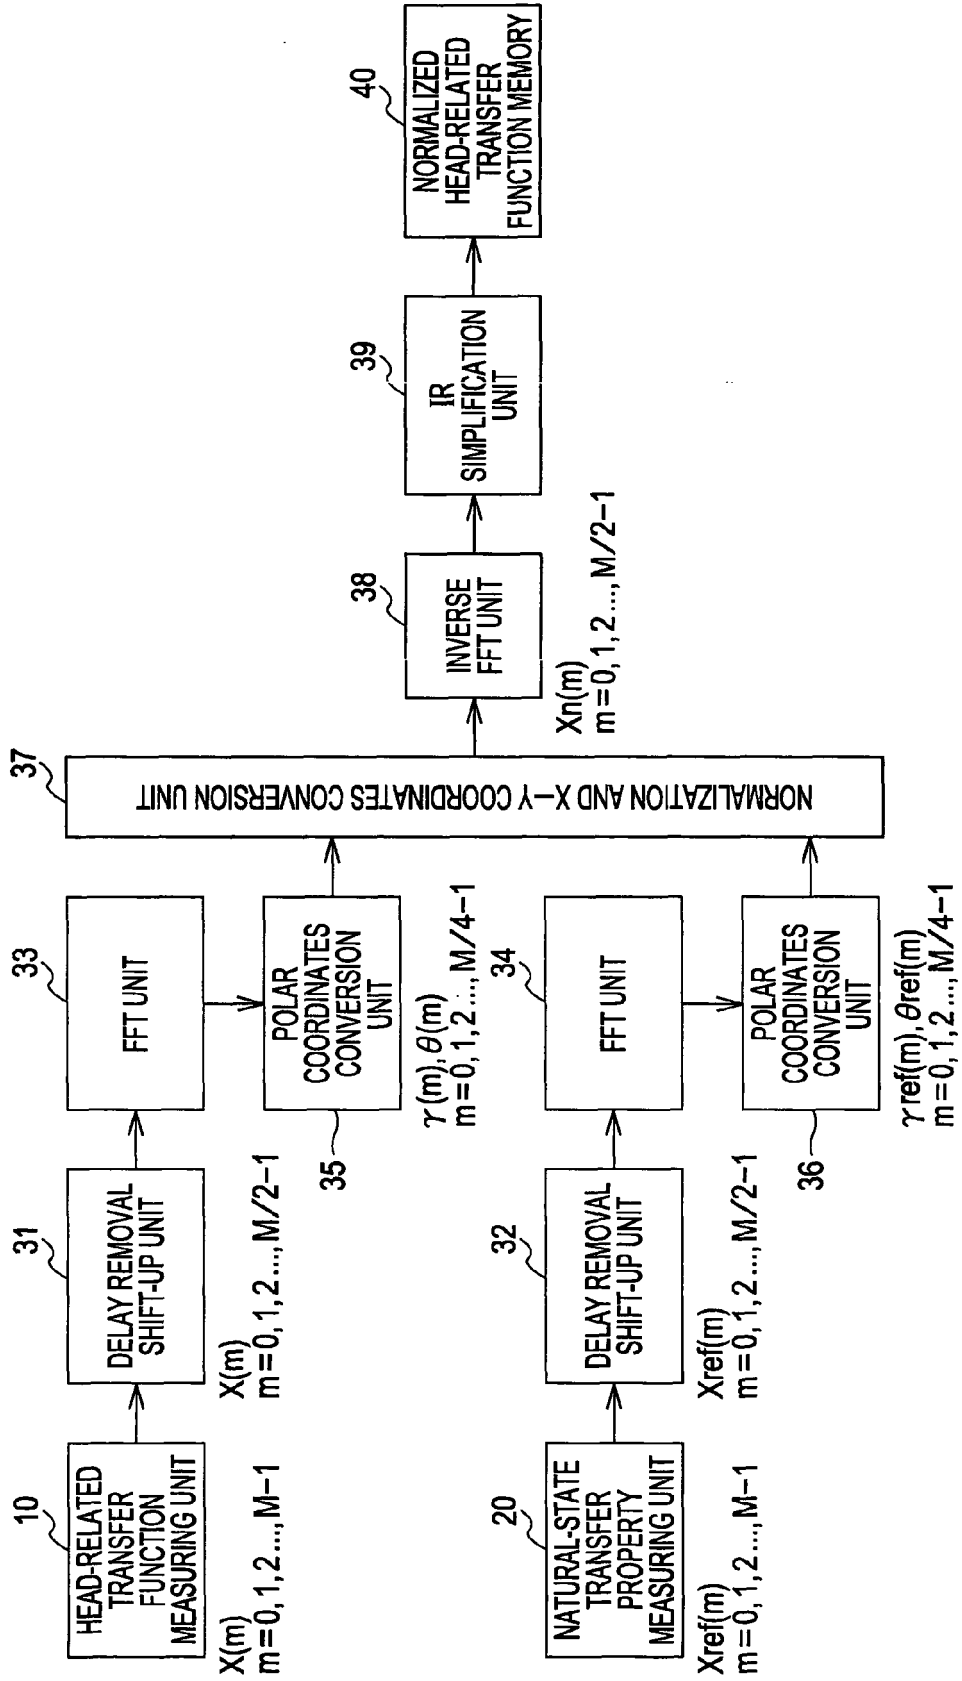 10
HEAD-RELATED
TRANSFER
FUNCTION
MEASURING UNIT
X(m)
m=0, 1, 2..., M-1
31
DELAY REMOVAL
SHIFT-UP UNIT
X(m)
m=0, 1, 2..., M/2-1
33
FFT UNIT
35
POLAR
COORDINATES
CONVERSION
UNIT
γ(m), θ(m)
m=0, 1, 2..., M/4-1
20
NATURAL-STATE
TRANSFER
PROPERTY
MEASURING UNIT
Xref(m)
m=0, 1, 2..., M-1
32
DELAY REMOVAL
SHIFT-UP UNIT
Xref(m)
m=0, 1, 2..., M/2-1
34
FFT UNIT
36
POLAR
COORDINATES
CONVERSION
UNIT
γref(m), θref(m)
m=0, 1, 2..., M/4-1
37
NORMALIZATION AND X-Y COORDINATES CONVERSION UNIT
38
INVERSE
FFT UNIT
Xn(m)
m=0, 1, 2..., M/2-1
39
IR
SIMPLIFICATION
UNIT
40
NORMALIZED
HEAD-RELATED
TRANSFER
FUNCTION MEMORY